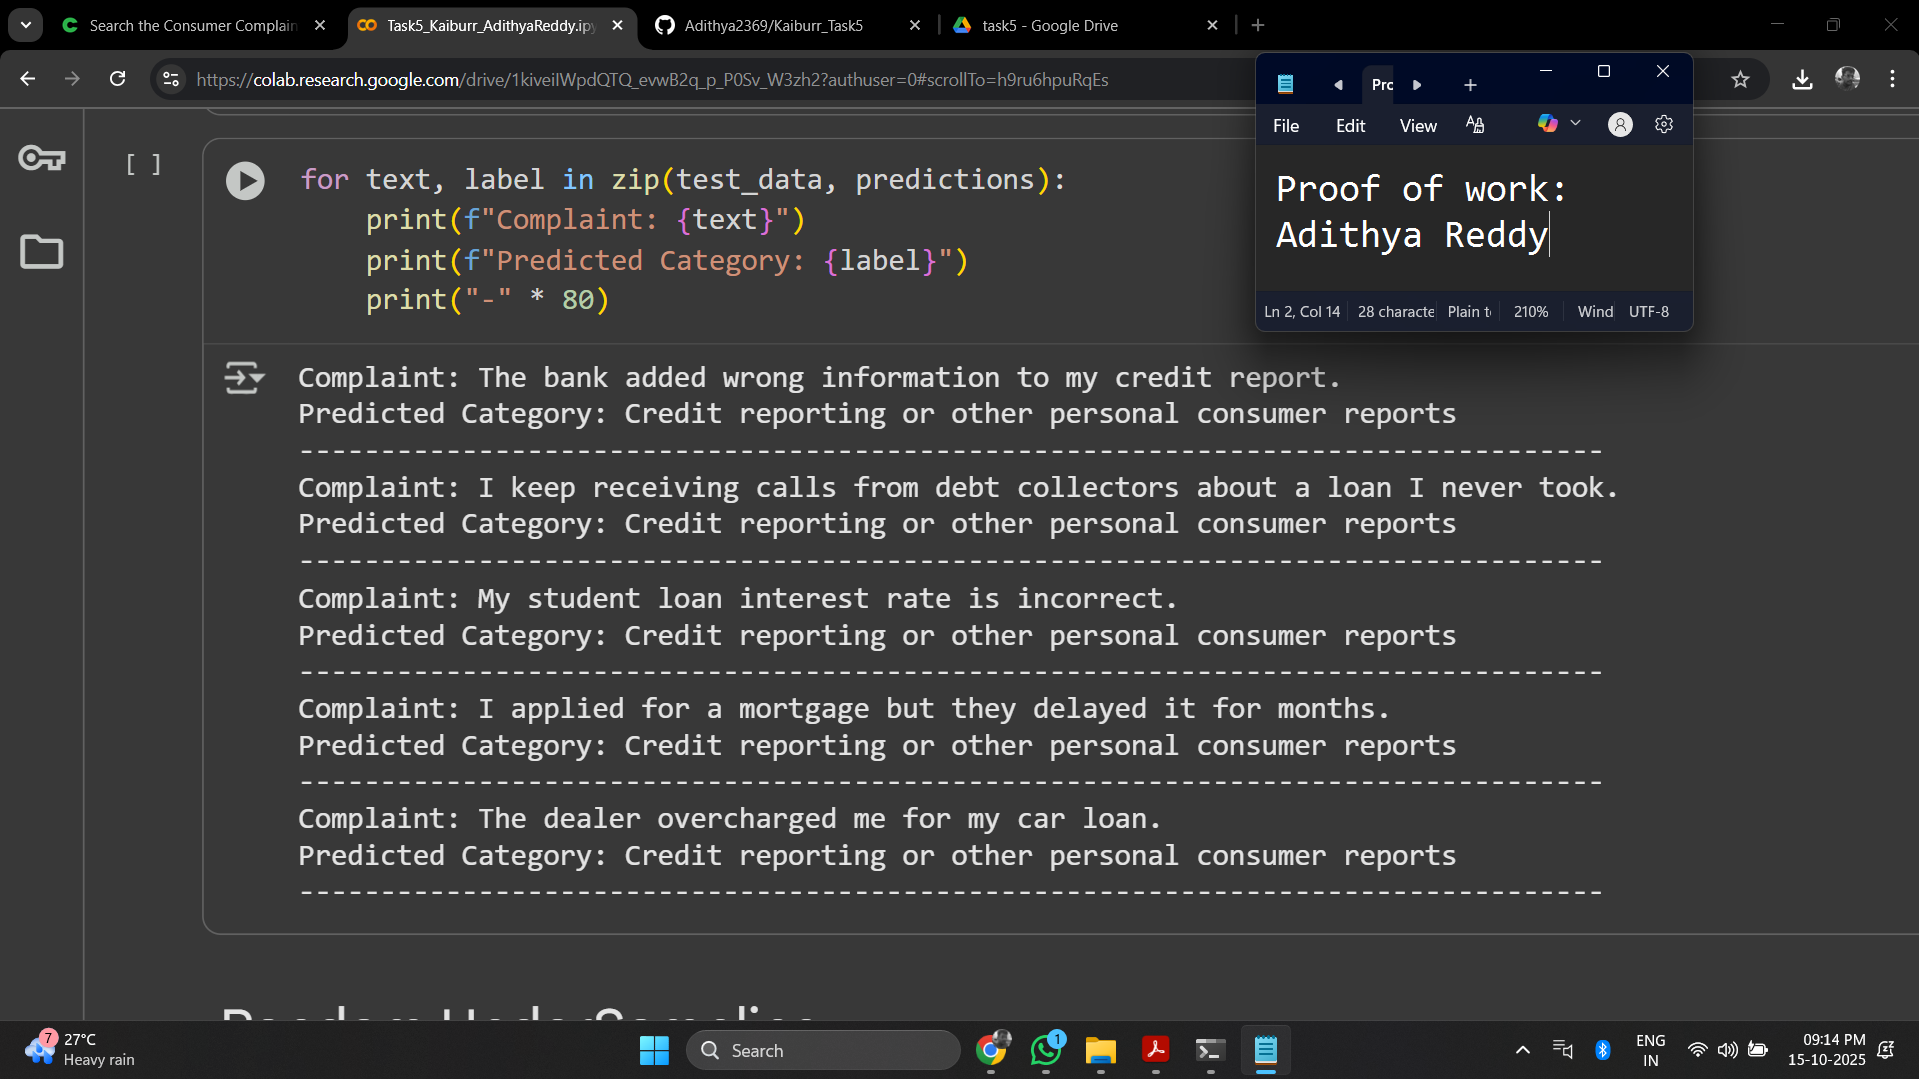 Search the Consumer Complain
Task5_Kaiburr_AdithyaReddy.ipy
Adithya2369/Kaiburr_Task5
task5 - Google Drive
https://colab.research.google.com/drive/1kiveiIWpdQTQ_evwB2q_p_P0Sv_W3zh2?authuser=0#scrollTo=h9ru6hpuRqEs
Prc
File Edit View
Proof of work:
Adithya Reddy
Ln 2, Col 14 28 characte Plain t 210% Wind UTF-8
[ ]
for text, label in zip(test_data, predictions):
    print(f"Complaint: {text}")
    print(f"Predicted Category: {label}")
    print("-" * 80)
Complaint: The bank added wrong information to my credit report.
Predicted Category: Credit reporting or other personal consumer reports
--------------------------------------------------------------------------------
Complaint: I keep receiving calls from debt collectors about a loan I never took.
Predicted Category: Credit reporting or other personal consumer reports
--------------------------------------------------------------------------------
Complaint: My student loan interest rate is incorrect.
Predicted Category: Credit reporting or other personal consumer reports
--------------------------------------------------------------------------------
Complaint: I applied for a mortgage but they delayed it for months.
Predicted Category: Credit reporting or other personal consumer reports
--------------------------------------------------------------------------------
Complaint: The dealer overcharged me for my car loan.
Predicted Category: Credit reporting or other personal consumer reports
--------------------------------------------------------------------------------
Random UnderSampling
7
27°C
Heavy rain
Search
1
ENG
IN
09:14 PM
15-10-2025